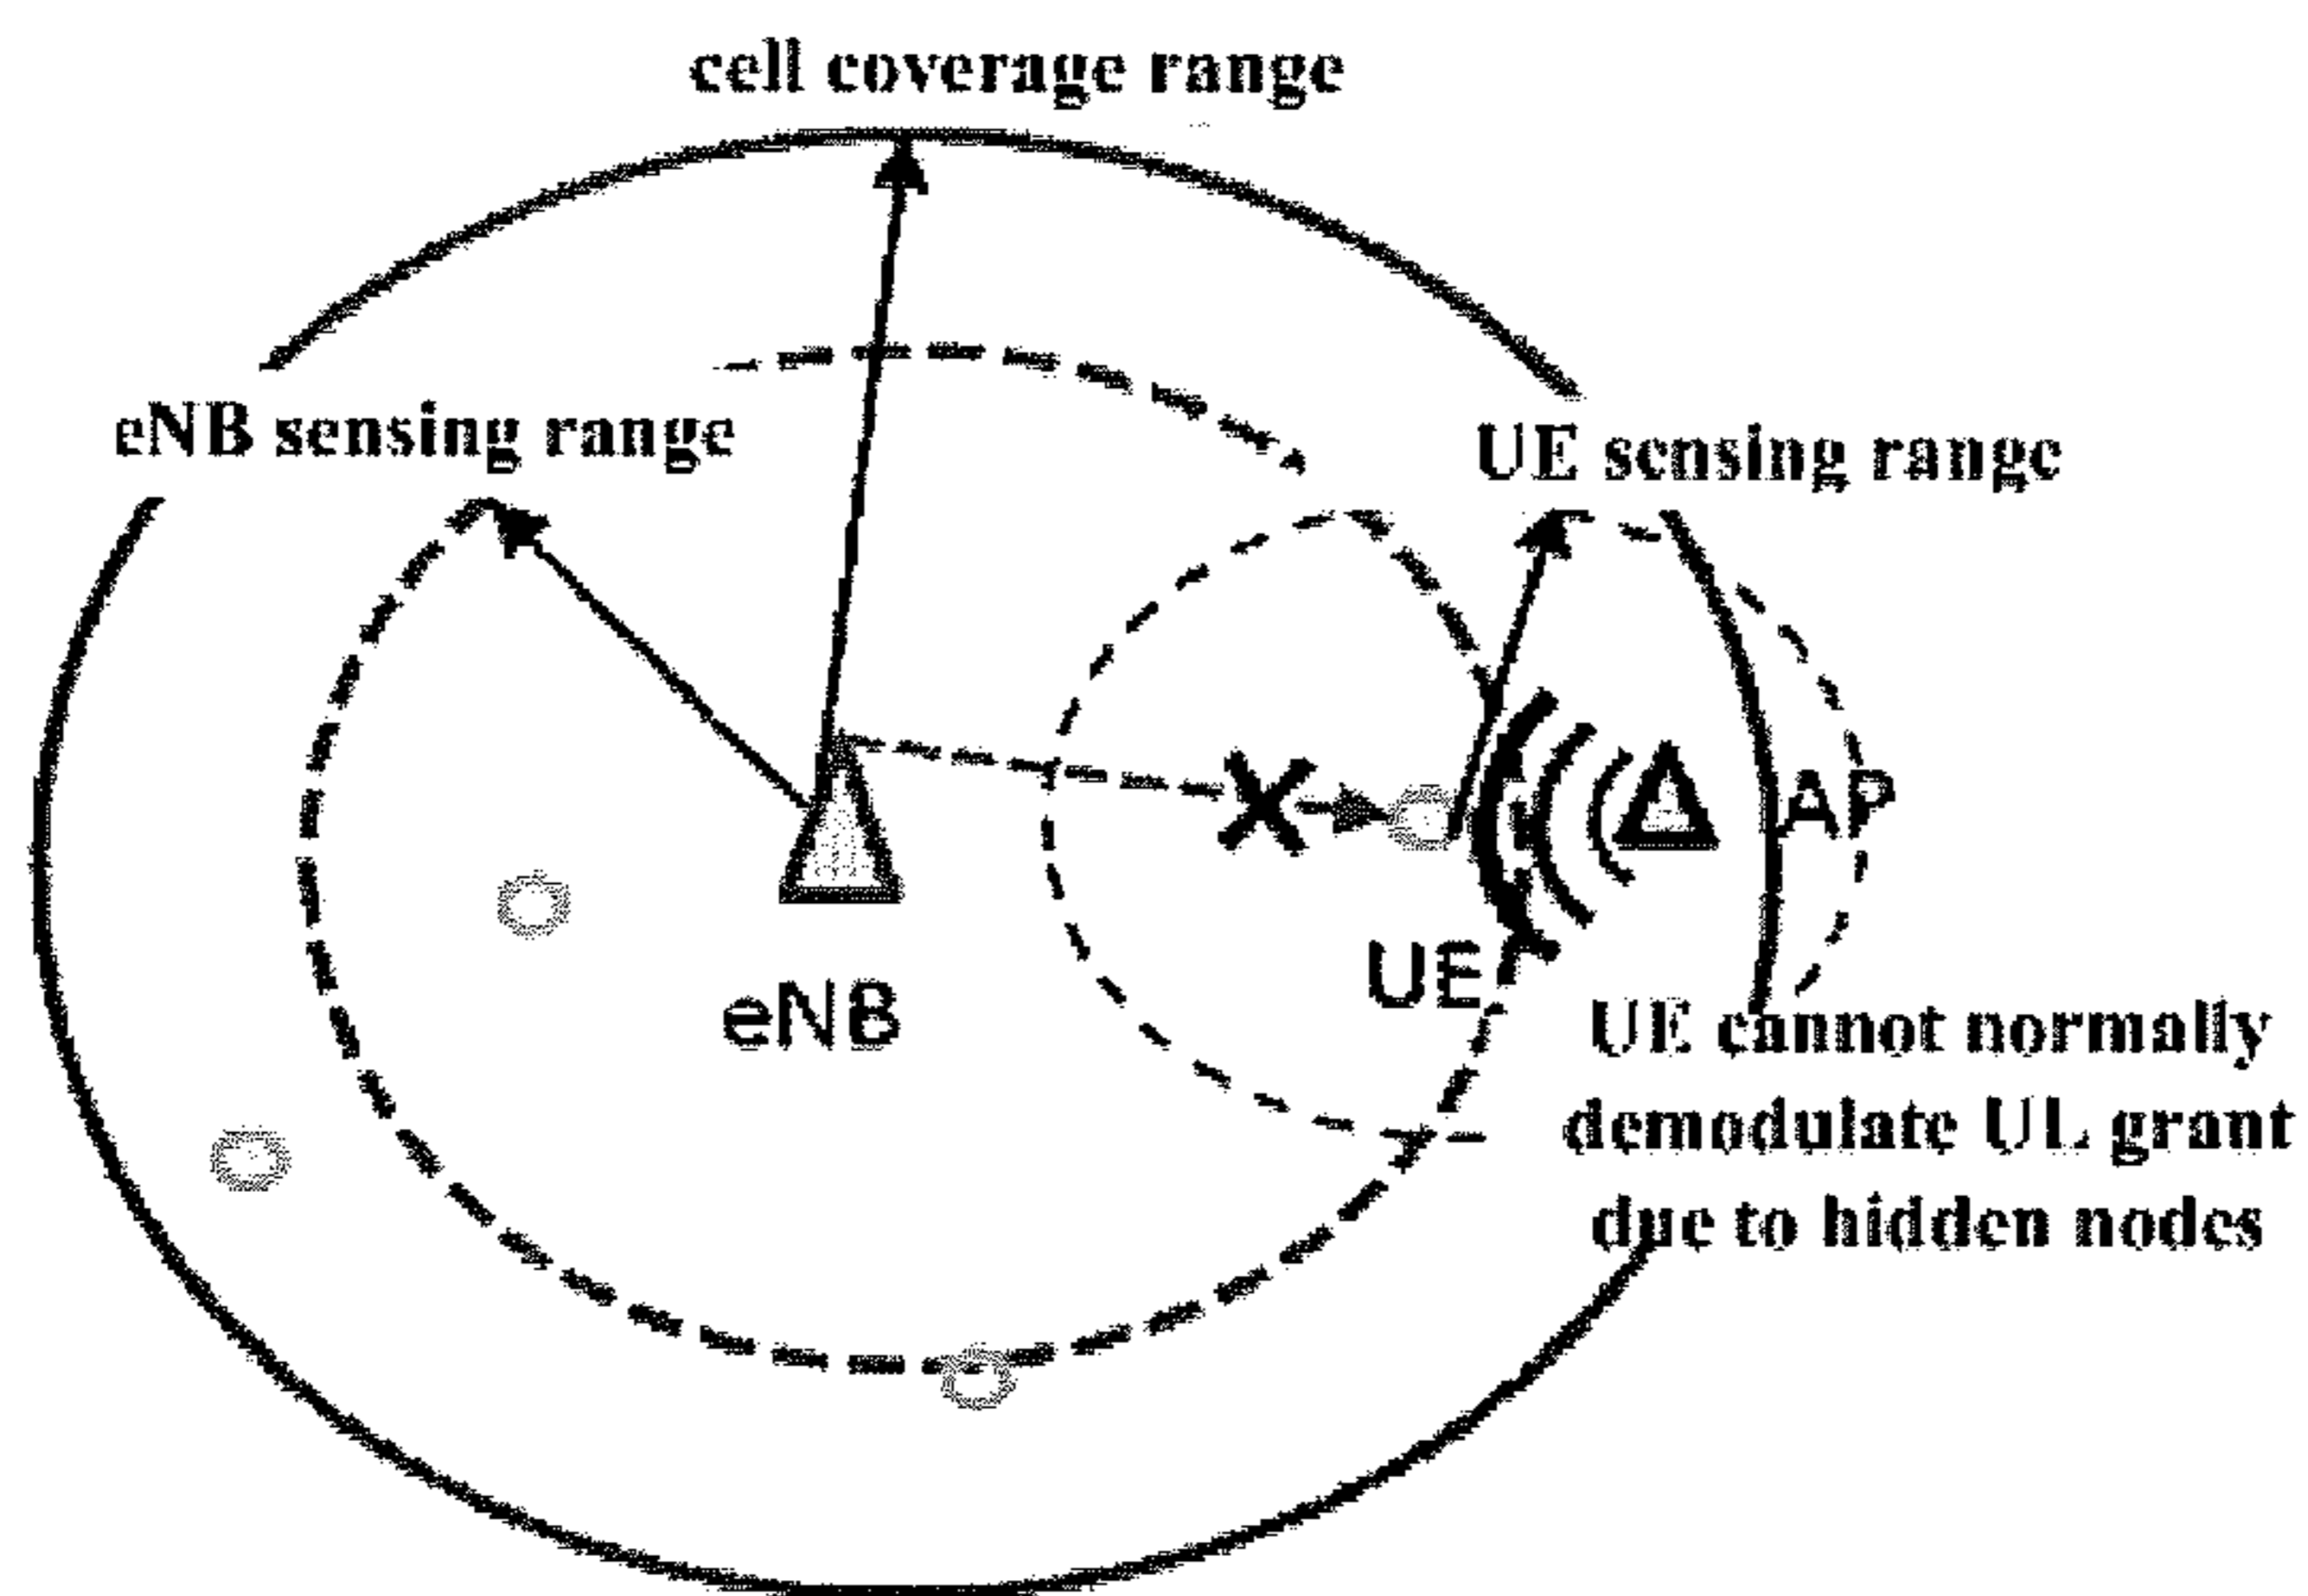 cell coverage range
eNB sensing range
UE sensing range
AP
UE
eNB
UE cannot normally
demodulate UL grant
due to hidden nodes